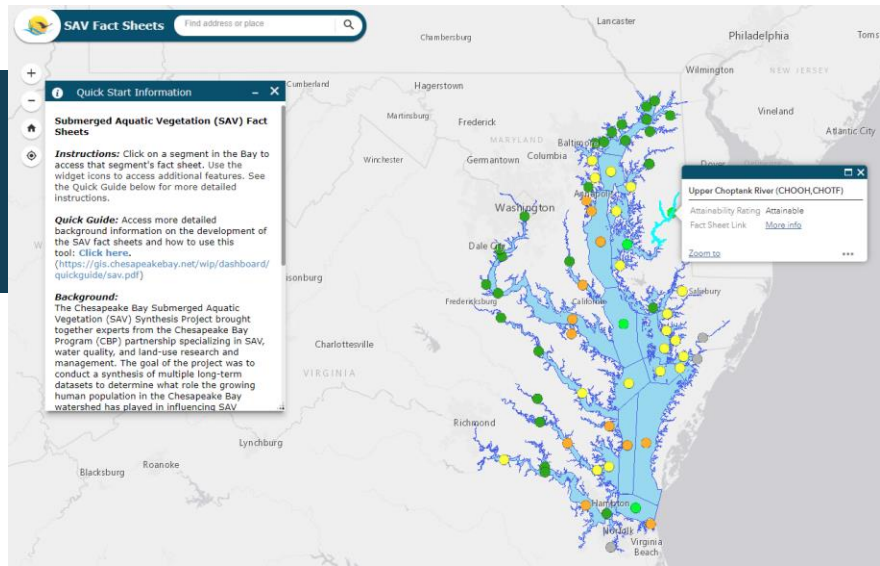 SAV Fact Sheets
Find address or place
Quick Start Information
Submerged Aquatic Vegetation (SAV) Fact
Sheets
Instructions: Click on a segment in the Bay to
access that segment's fact sheet. Use the
widget icons to access additional features. See
the Quick Guide below for more detailed
instructions.
Quick Guide: Access more detailed
background information on the development of
the SAV fact sheets and how to use this
tool: Click here.
(https://gis.chesapeakebay.net/wip/dashboard/
quickguide/sav.pdf)
Background:
The Chesapeake Bay Submerged Aquatic
Vegetation (SAV) Synthesis Project brought
together experts from the Chesapeake Bay
Program (CBP) partnership specializing in SAV,
water quality, and land-use research and
management. The goal of the project was to
conduct a synthesis of multiple long-term
datasets to determine what role the growing
human population in the Chesapeake Bay
watershed has played in influencing SAV
Upper Choptank River (CHOOH,CHOTF)
Attainability Rating Attainable
Fact Sheet Link More info
Zoom to
Lancaster
Chambersburg
Philadelphia
Toms
Wilmington
NEW JERSEY
Cumberland
Hagerstown
Vineland
Martinsburg
Frederick
MARYLAND
Baltimore
Atlantic City
Winchester
Germantown
Columbia
Dover
Annapolis
Washington
Dale City
Salisbury
Fredericksburg
California
Charlottesville
VIRGINIA
Richmond
Lynchburg
Roanoke
Blacksburg
Hampton
Norfolk
Virginia
Beach